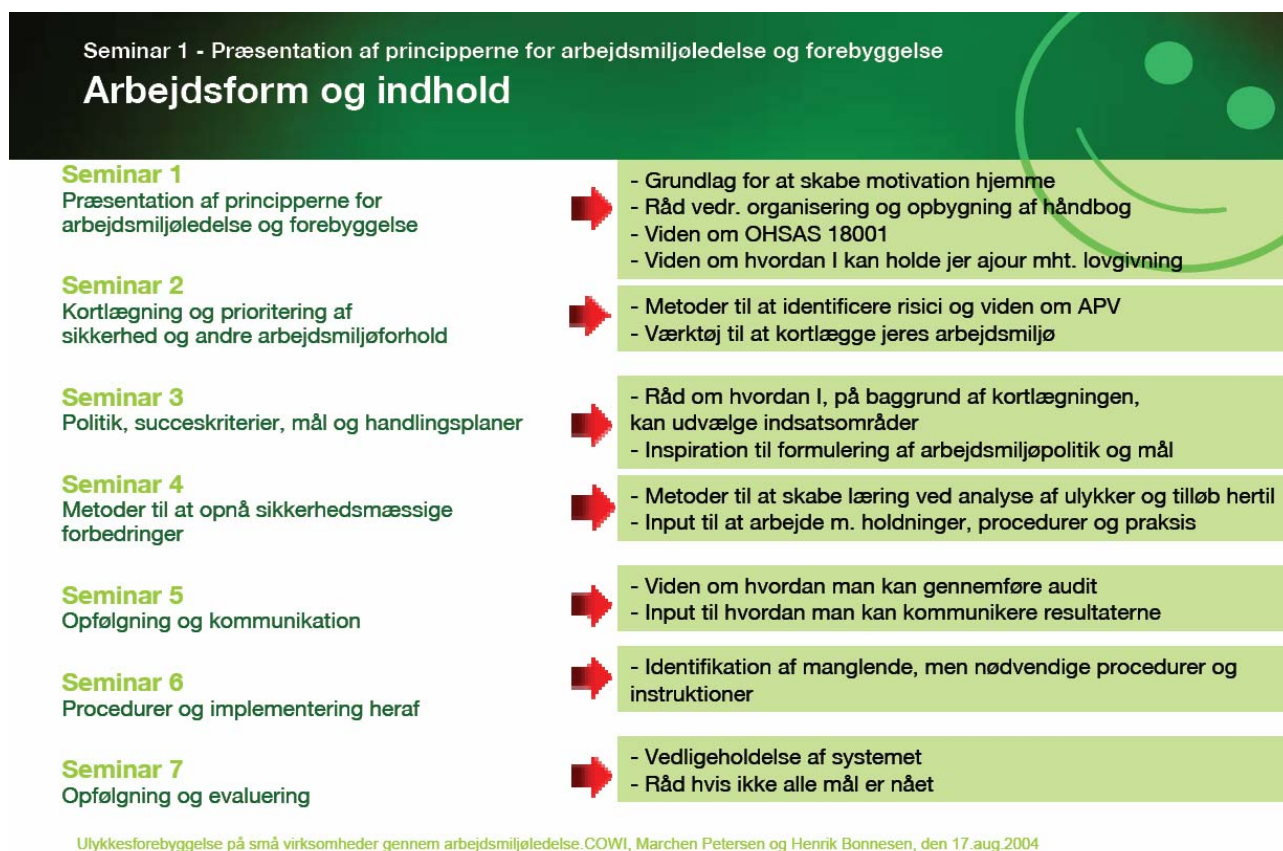 Seminar 1 - Præsentation af principperne for arbejdsmiljøledelse og forebyggelse
Arbejdsform og indhold
Seminar 1
Præsentation af principperne for
arbejdsmiljøledelse og forebyggelse
- Grundlag for at skabe motivation hjemme
- Råd vedr. organisering og opbygning af håndbog
- Viden om OHSAS 18001
- Viden om hvordan I kan holde jer ajour mht. lovgivning
Seminar 2
Kortlægning og prioritering af
sikkerhed og andre arbejdsmiljøforhold
- Metoder til at identificere risici og viden om APV
- Værktøj til at kortlægge jeres arbejdsmiljø
Seminar 3
Politik, succeskriterier, mål og handlingsplaner
- Råd om hvordan I, på baggrund af kortlægningen,
kan udvælge indsatsområder
- Inspiration til formulering af arbejdsmiljøpolitik og mål
Seminar 4
Metoder til at opnå sikkerhedsmæssige
forbedringer
- Metoder til at skabe læring ved analyse af ulykker og tilløb hertil
- Input til at arbejde m. holdninger, procedurer og praksis
Seminar 5
Opfølgning og kommunikation
- Viden om hvordan man kan gennemføre audit
- Input til hvordan man kan kommunikere resultaterne
Seminar 6
Procedurer og implementering heraf
- Identifikation af manglende, men nødvendige procedurer og
instruktioner
Seminar 7
Opfølgning og evaluering
- Vedligeholdelse af systemet
- Råd hvis ikke alle mål er nået
Ulykkesforebyggelse på små virksomheder gennem arbejdsmiljøledelse.COWI, Marchen Petersen og Henrik Bonnesen, den 17.aug.2004